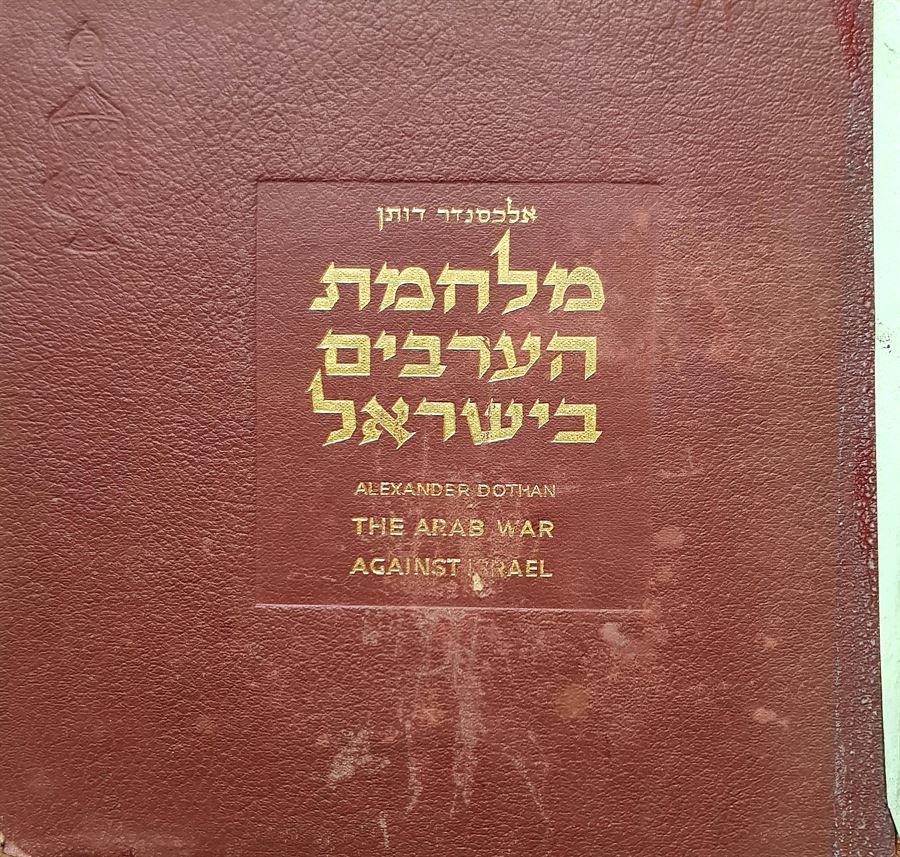 אלכסנדר דותן
מלחמת
הערבים
בישראל
ALEXANDER DOTHAN
THE ARAB WAR
AGAINST ISRAEL